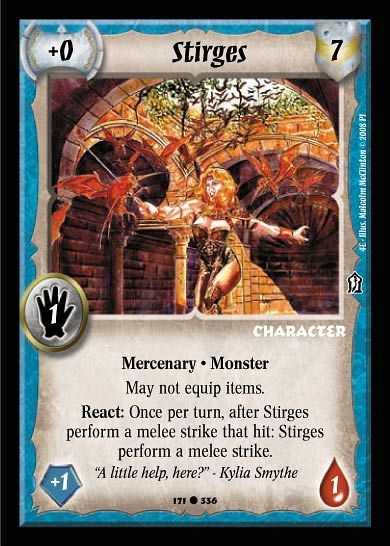 +0
Stirges
7
4E • Illus. Malcolm McClinton © 2008 PI
1
CHARACTER
Mercenary • Monster
May not equip items.
React: Once per turn, after Stirges
perform a melee strike that hit: Stirges
perform a melee strike.
"A little help, here?" - Kylia Smythe
+1
171 ● 336
1